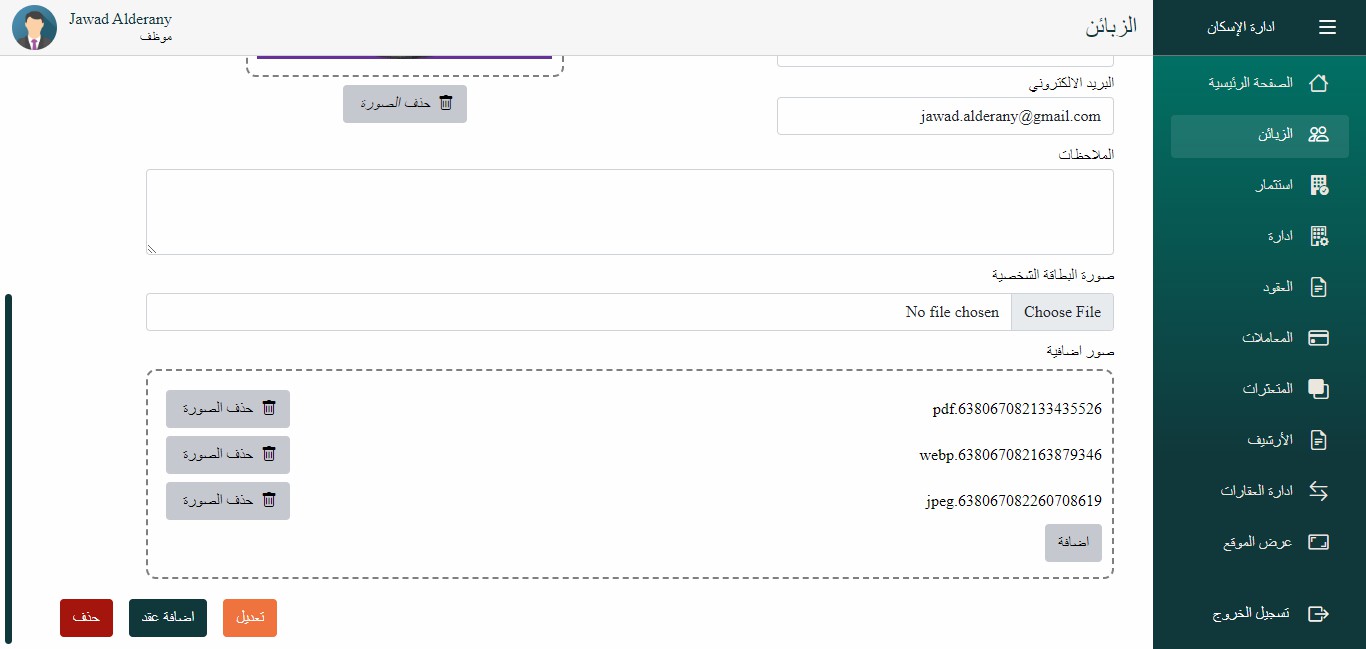 ادارة الإسكان
الصفحة الرئيسية
الزبائن
استثمار
ادارة
العقود
المعاملات
المتعثرات
الأرشيف
ادارة العقارات
عرض الموقع
تسجيل الخروج
الزبائن
Jawad Alderany
موظف
حذف الصورة
البريد الالكتروني
jawad.alderany@gmail.com
الملاحظات
صورة البطاقة الشخصية
Choose File No file chosen
صور اضافية
pdf.638067082133435526 حذف الصورة
webp.638067082163879346 حذف الصورة
jpeg.638067082260708619 حذف الصورة
اضافة
تعديل اضافة عقد حذف